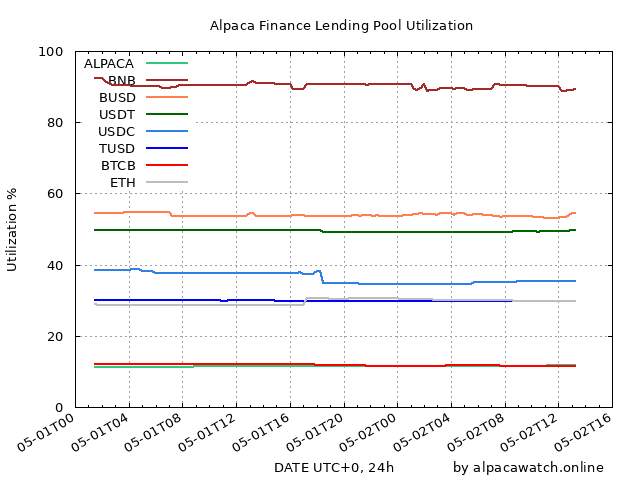 Alpaca Finance Lending Pool Utilization
Utilization %
100
80
60
40
20
0
ALPACA
BNB
BUSD
USDT
USDC
TUSD
BTCB
ETH
05-01T00
05-01T04
05-01T08
05-01T12
05-01T16
05-01T20
05-02T00
05-02T04
05-02T08
05-02T12
05-02T16
DATE UTC+0, 24h
by alpacawatch.online